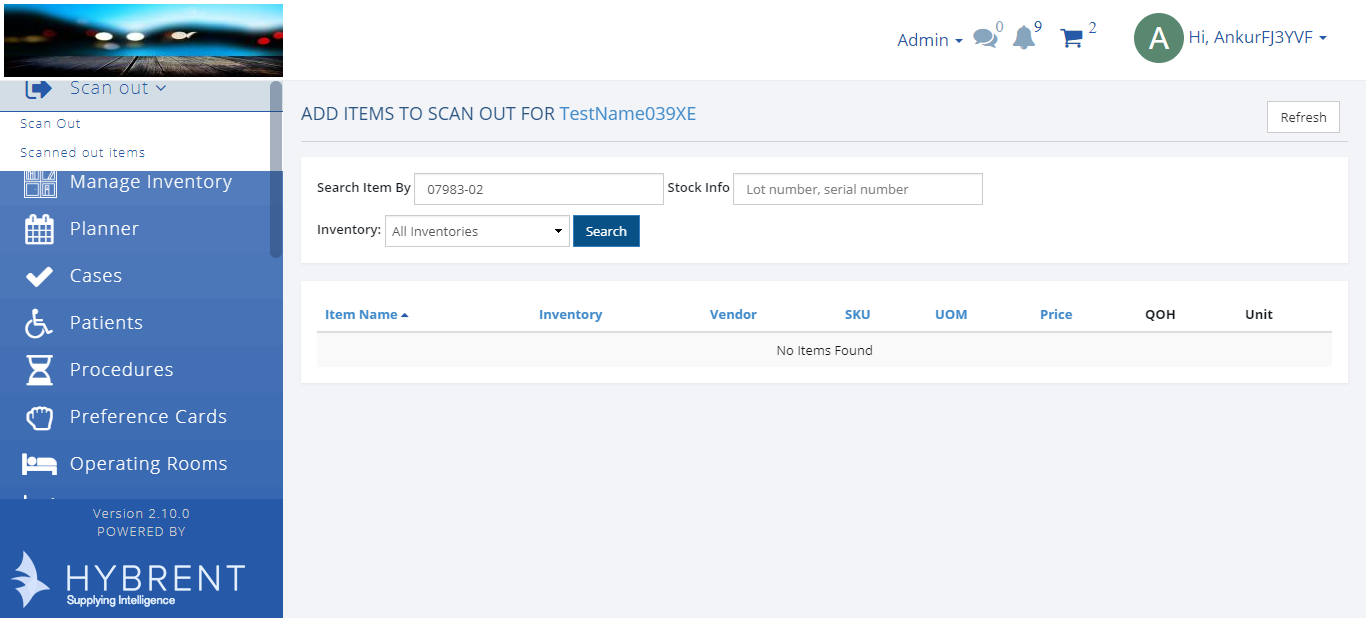 Admin 0 9 2 A Hi, AnkurFJ3YVF
Scan out
Scan Out
Scanned out items
Manage Inventory
Planner
Cases
Patients
Procedures
Preference Cards
Operating Rooms
Version 2.10.0
POWERED BY
HYBRENT
Supplying Intelligence
ADD ITEMS TO SCAN OUT FOR TestName039XE
Refresh
Search Item By 07983-02 Stock Info Lot number, serial number
Inventory: All Inventories Search
Item Name Inventory Vendor SKU UOM Price QOH Unit
No Items Found